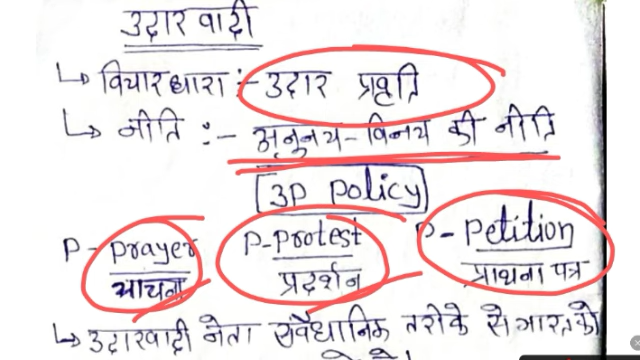 उदारवादी
↳ विचारधारा :- उदार प्रवृति
↳ नीति :- अनुनय-विनय की नीति
3P Policy
P- Prayer P-Protest P- Petition
याचना प्रदर्शन प्राथना पत्र
↳ उदारवादी नेता संवैधानिक तरीके से भारत को